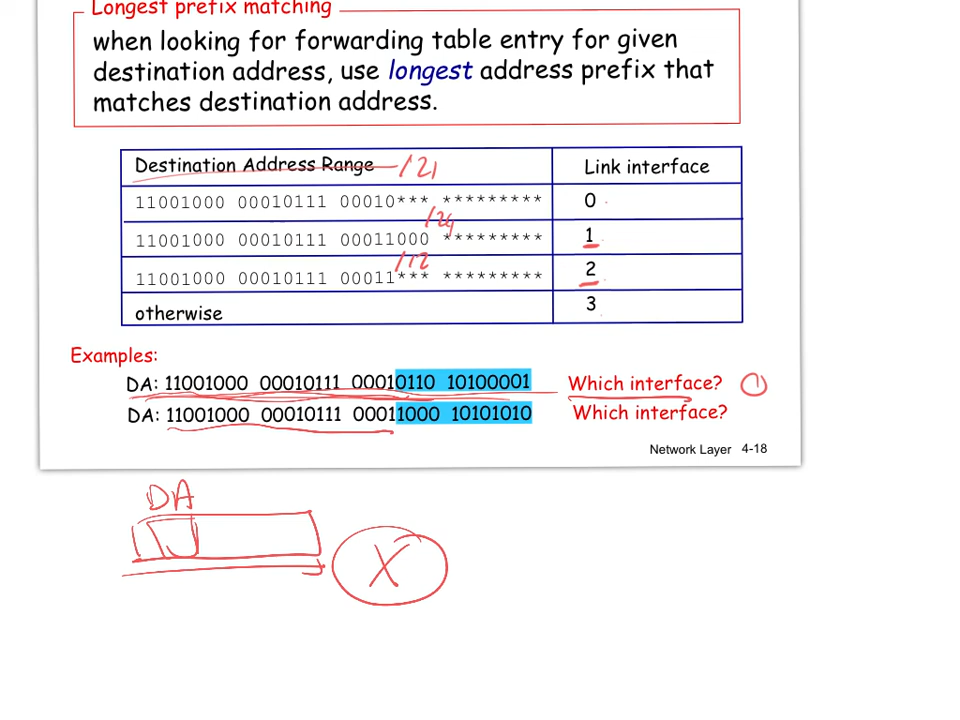 Longest prefix matching
when looking for forwarding table entry for given
destination address, use longest address prefix that
matches destination address.
Destination Address Range /21 Link interface
11001000 00010111 00010*** ********* 0
/24
11001000 00010111 00011000 ********* 1
/12
11001000 00010111 00011*** ********* 2
otherwise 3
Examples:
DA: 11001000 00010111 00010110 10100001 Which interface? 1
DA: 11001000 00010111 00011000 10101010 Which interface?
Network Layer 4-18
DA
X